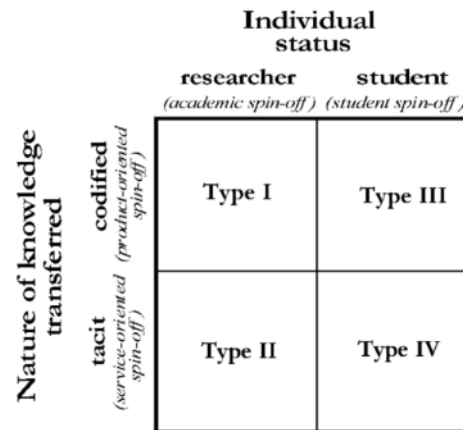 Individual
status
researcher
student
(academic spin-off)
(student spin-off)
Nature of knowledge
transferred
codified
(product-oriented
spin-off)
Type I
Type III
tacit
(service-oriented
spin-off)
Type II
Type IV